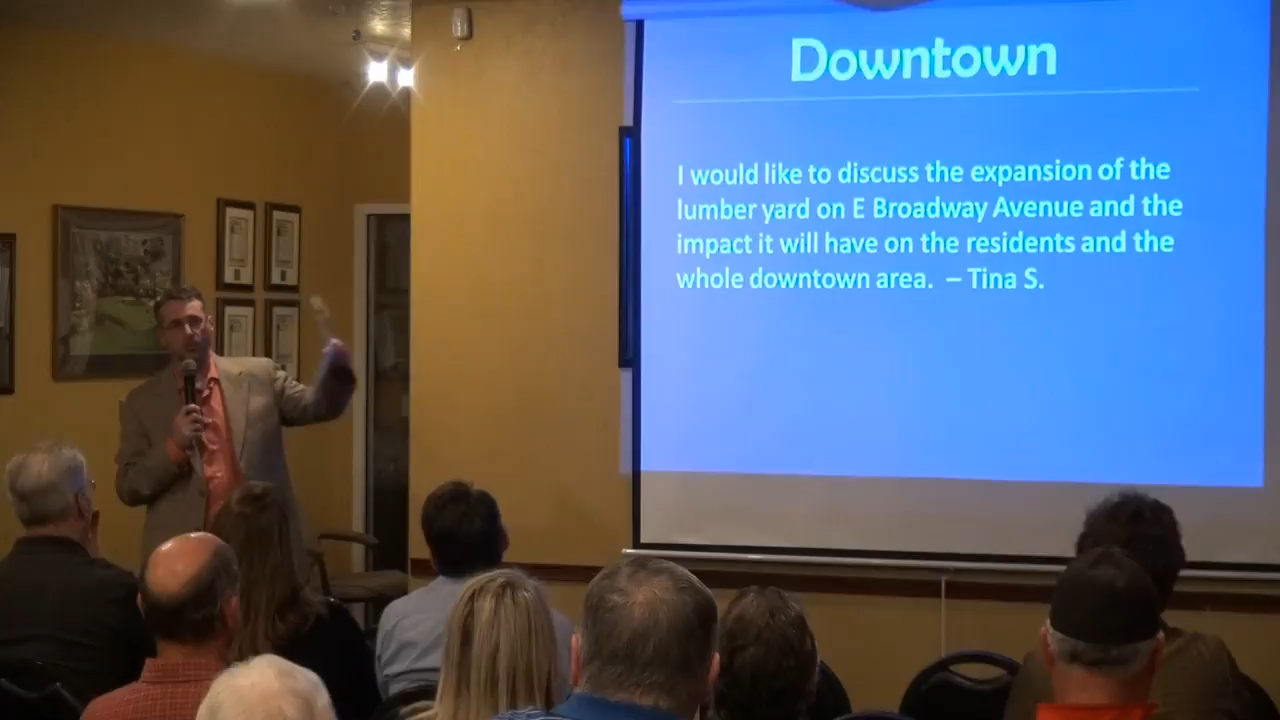 Downtown
I would like to discuss the expansion of the
lumber yard on E Broadway Avenue and the
impact it will have on the residents and the
whole downtown area. – Tina S.